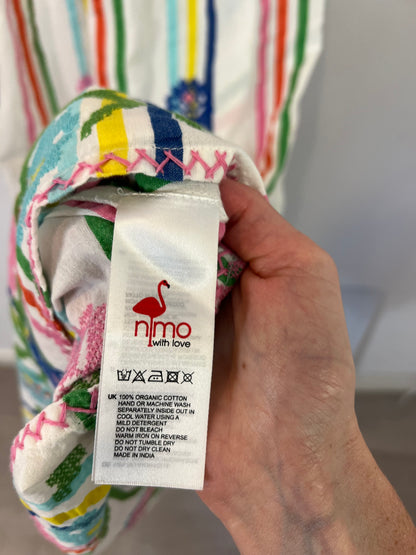 nimo
with love
UK 100% ORGANIC COTTON
HAND OR MACHINE WASH
SEPARATELY INSIDE OUT IN
COOL WATER USING A MILD
DETERGENT
DO NOT BLEACH
WARM IRON ON REVERSE
DO NOT TUMBLE DRY
DO NOT DRY CLEAN
MADE IN INDIA